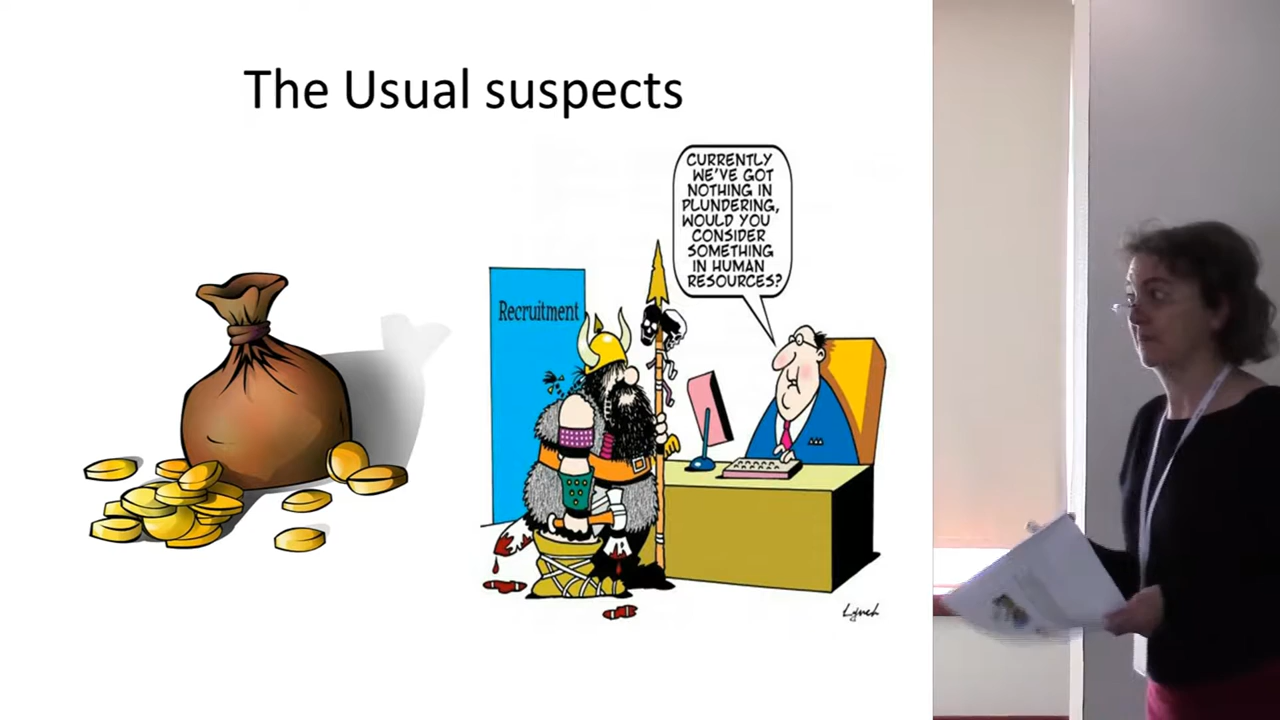 The Usual suspects
CURRENTLY
WE'VE GOT
NOTHING IN
PLUNDERING,
WOULD YOU
CONSIDER
SOMETHING
IN HUMAN
RESOURCES?
Recruitment
Lynch